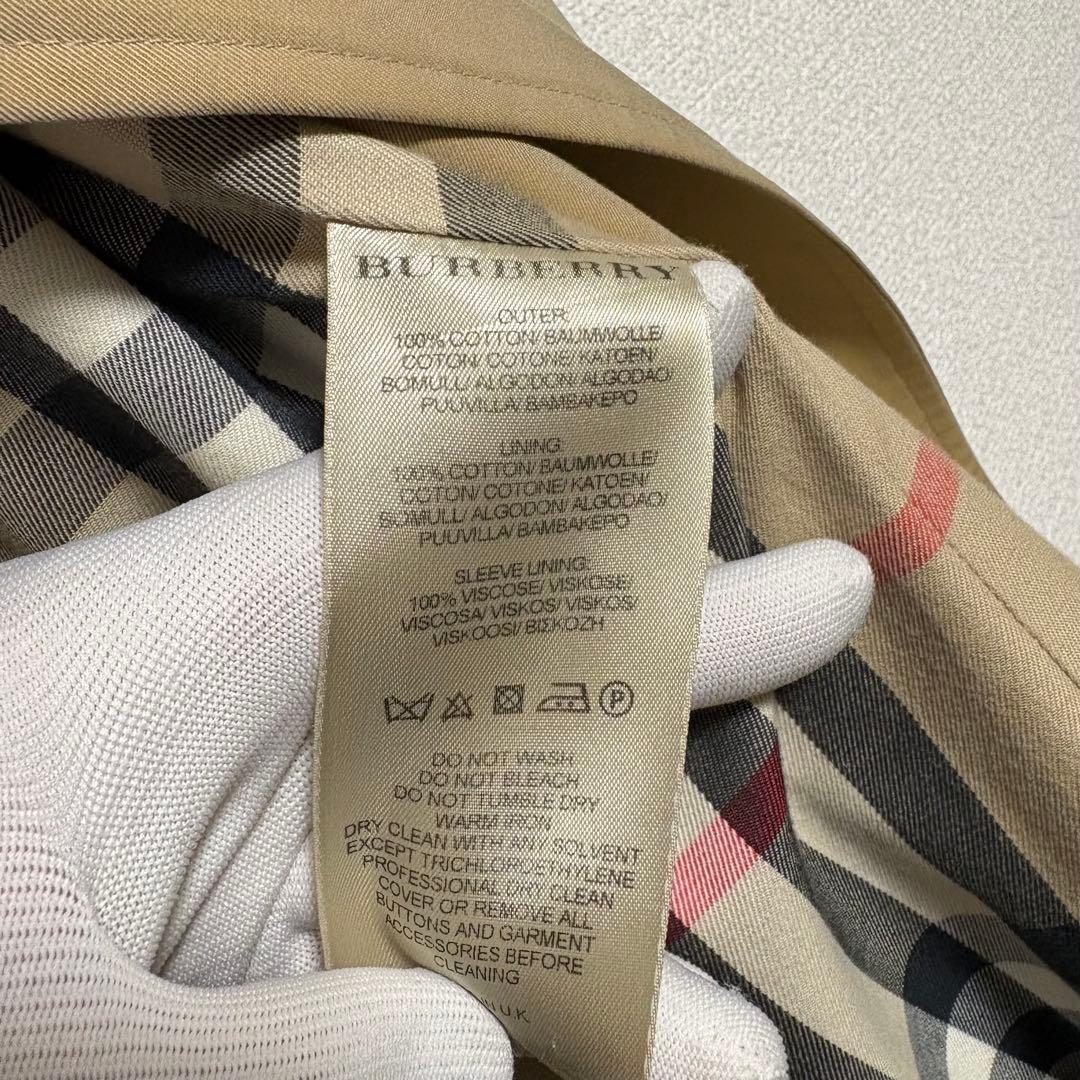 BURBERRY
OUTER:
100% COTTON/ BAUMWOLLE/
COTON/ COTONE/ KATOEN/
BOMULL/ ALGODON/ ALGODAO/
PUUVILLA/ BAMBAKEPO
LINING:
100% COTTON/ BAUMWOLLE/
COTON/ COTONE/ KATOEN/
BOMULL/ ALGODON/ ALGODAO/
PUUVILLA/ BAMBAKEPO
SLEEVE LINING:
100% VISCOSE/ VISKOSE/
VISCOSA/ VISKOS/ VISKOS/
VISKOOSI/ ΒΙΣΚΟΖΗ
P
DO NOT WASH
DO NOT BLEACH
DO NOT TUMBLE DRY
WARM IRON
DRY CLEAN WITH ANY SOLVENT
EXCEPT TRICHLOROETHYLENE
PROFESSIONAL DRY CLEAN
COVER OR REMOVE ALL
BUTTONS AND GARMENT
ACCESSORIES BEFORE
CLEANING
U.K